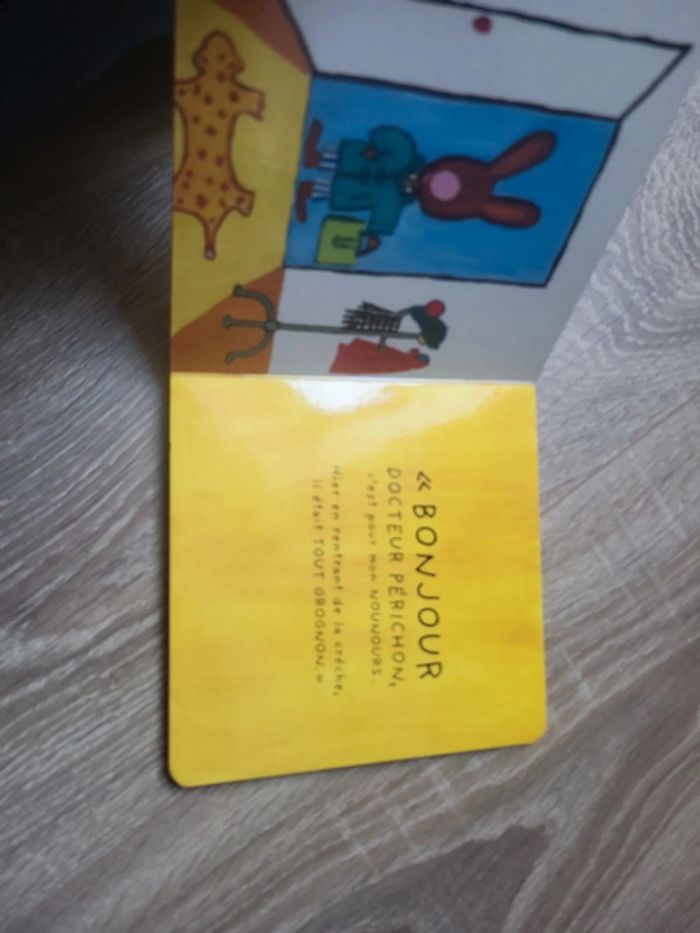 « BONJOUR
DOCTEUR PÉRICHON,
c'est pour mon NOUNOURS.
Hier en rentrant de la crèche,
il était TOUT GROGNON. »